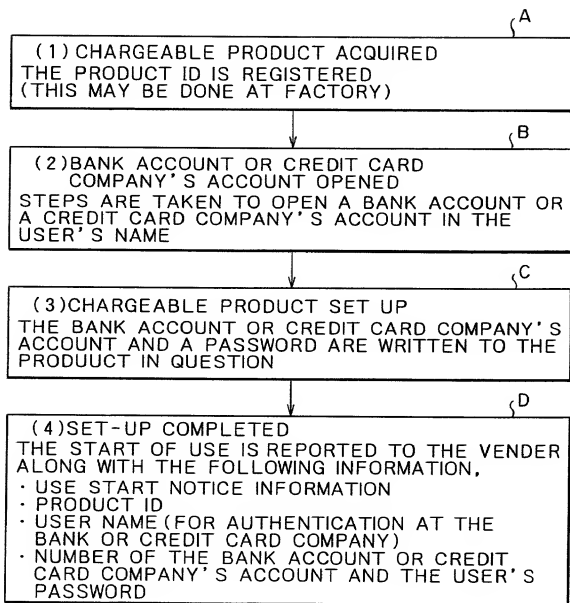 A
(1) CHARGEABLE PRODUCT ACQUIRED
THE PRODUCT ID IS REGISTERED
(THIS MAY BE DONE AT FACTORY)
B
(2) BANK ACCOUNT OR CREDIT CARD
COMPANY'S ACCOUNT OPENED
STEPS ARE TAKEN TO OPEN A BANK ACCOUNT OR
A CREDIT CARD COMPANY'S ACCOUNT IN THE
USER'S NAME
C
(3) CHARGEABLE PRODUCT SET UP
THE BANK ACCOUNT OR CREDIT CARD COMPANY'S
ACCOUNT AND A PASSWORD ARE WRITTEN TO THE
PRODUUCT IN QUESTION
D
(4) SET-UP COMPLETED
THE START OF USE IS REPORTED TO THE VENDER
ALONG WITH THE FOLLOWING INFORMATION.
· USE START NOTICE INFORMATION
· PRODUCT ID
· USER NAME (FOR AUTHENTICATION AT THE
BANK OR CREDIT CARD COMPANY)
· NUMBER OF THE BANK ACCOUNT OR CREDIT
CARD COMPANY'S ACCOUNT AND THE USER'S
PASSWORD